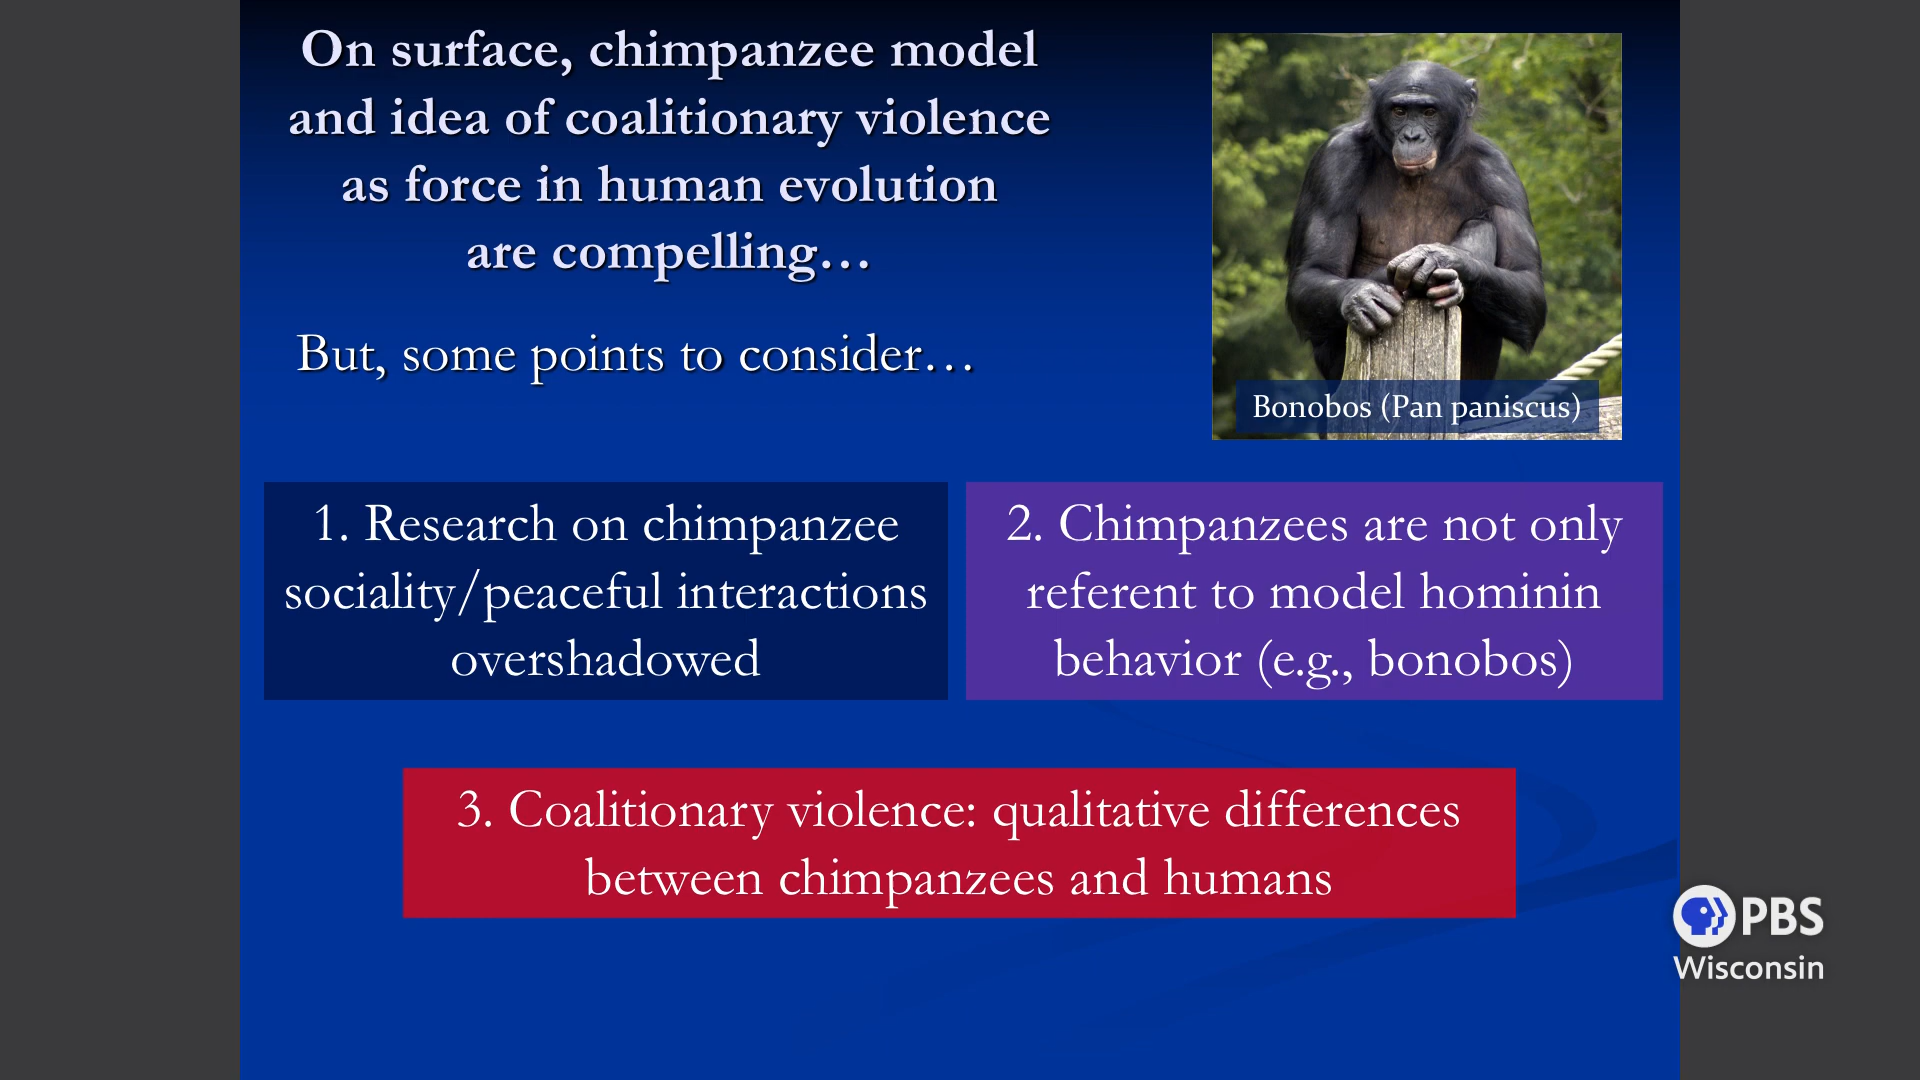 On surface, chimpanzee model
and idea of coalitionary violence
as force in human evolution
are compelling…
But, some points to consider…
Bonobos (Pan paniscus)
1. Research on chimpanzee
sociality/peaceful interactions
overshadowed
2. Chimpanzees are not only
referent to model hominin
behavior (e.g., bonobos)
3. Coalitionary violence: qualitative differences
between chimpanzees and humans
PBS
Wisconsin